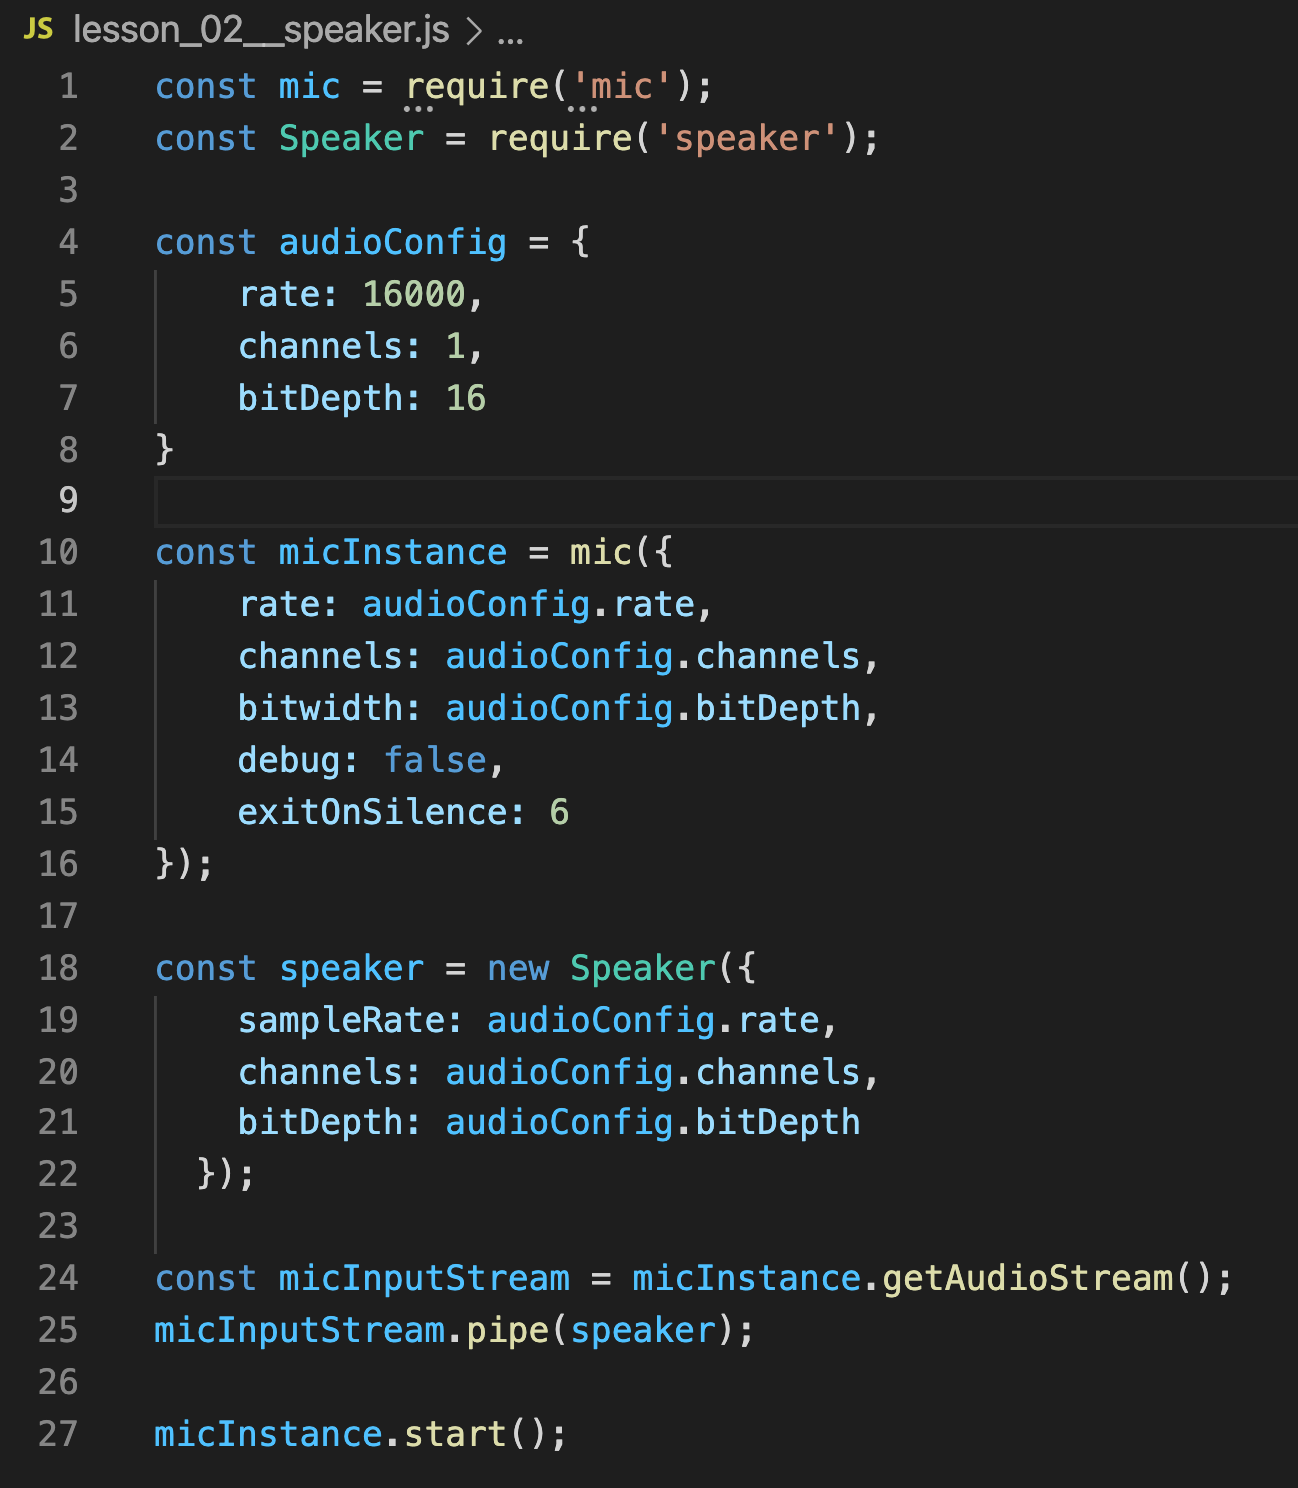 JS lesson_02__speaker.js > ...
1 const mic = require('mic');
2 const Speaker = require('speaker');
3
4 const audioConfig = {
5     rate: 16000,
6     channels: 1,
7     bitDepth: 16
8 }
9
10 const micInstance = mic({
11     rate: audioConfig.rate,
12     channels: audioConfig.channels,
13     bitwidth: audioConfig.bitDepth,
14     debug: false,
15     exitOnSilence: 6
16 });
17
18 const speaker = new Speaker({
19     sampleRate: audioConfig.rate,
20     channels: audioConfig.channels,
21     bitDepth: audioConfig.bitDepth
22   });
23
24 const micInputStream = micInstance.getAudioStream();
25 micInputStream.pipe(speaker);
26
27 micInstance.start();